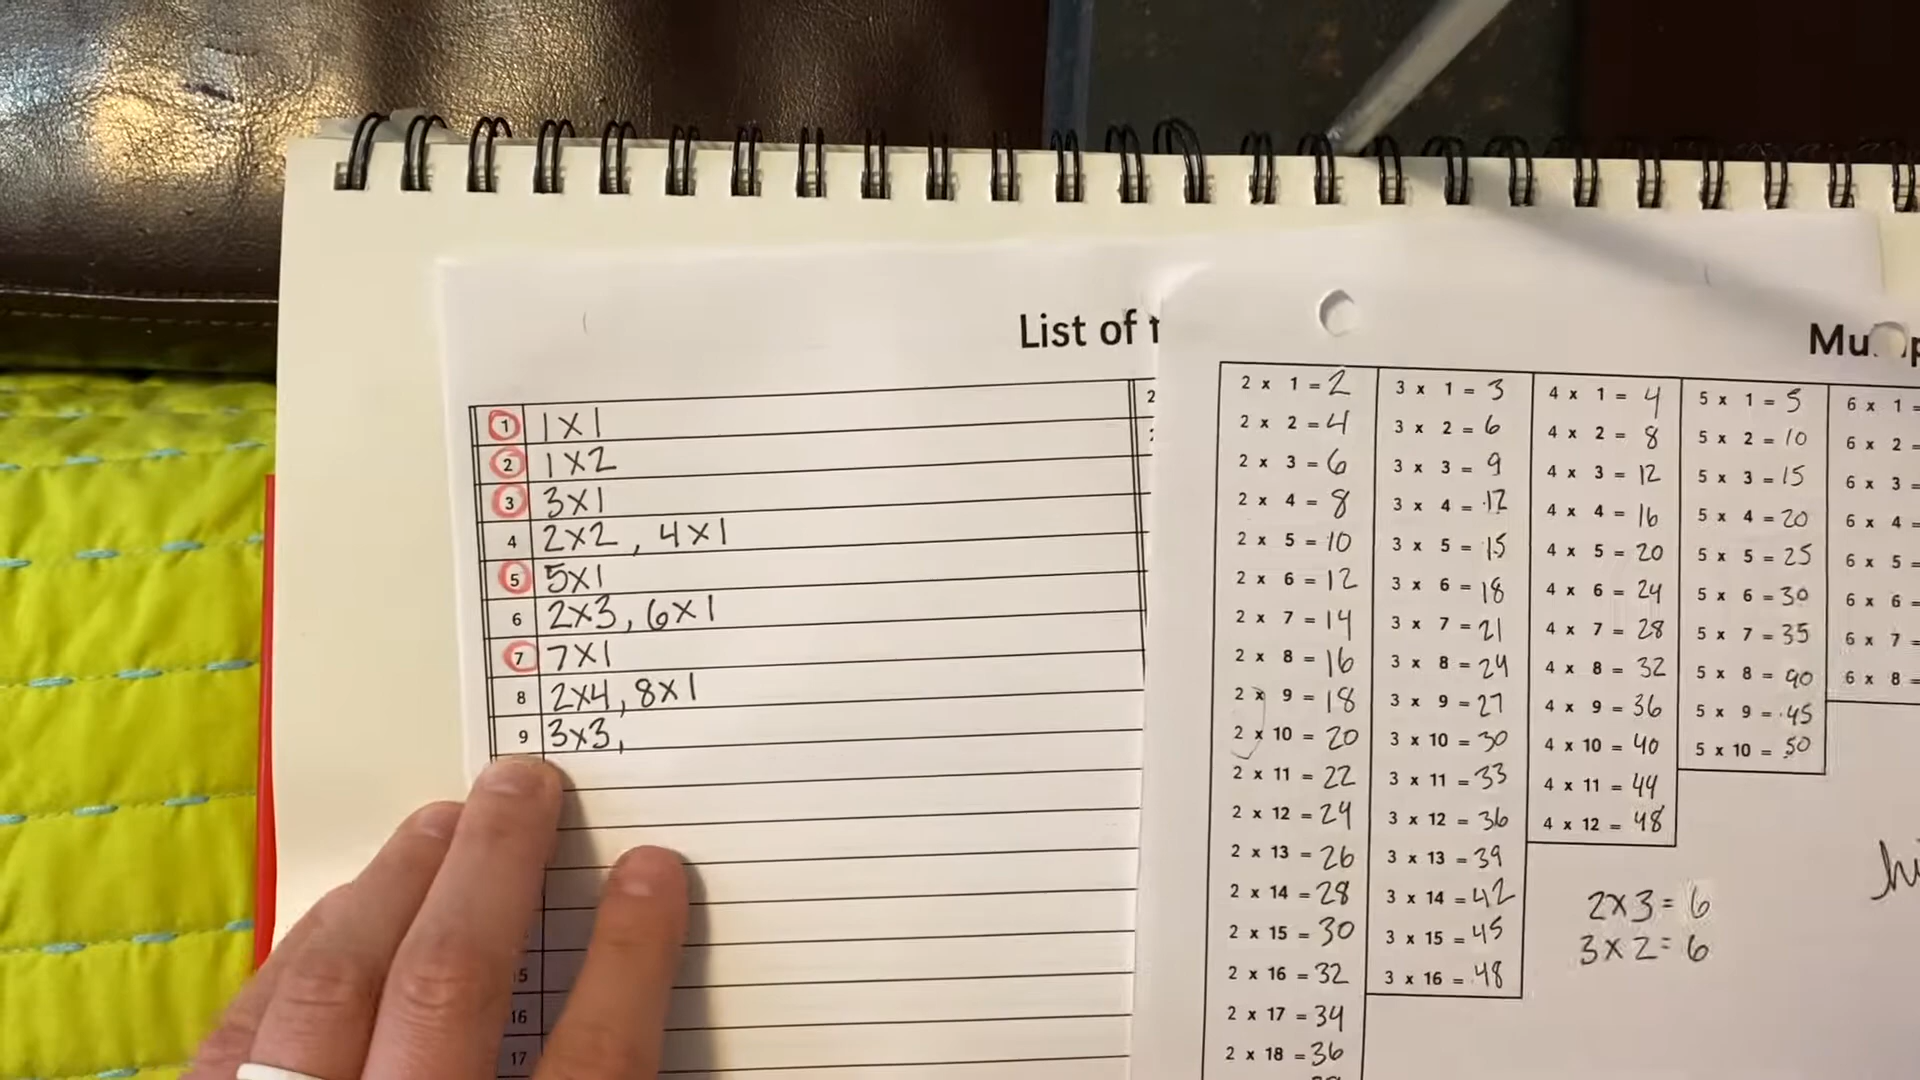 List of
1 1X1
2 1X2
3 3X1
4 2X2, 4X1
5 5X1
6 2X3, 6X1
7 7X1
8 2X4, 8X1
9 3X3,
16
17
2 x 1 = 2
2 x 2 = 4
2 x 3 = 6
2 x 4 = 8
2 x 5 = 10
2 x 6 = 12
2 x 7 = 14
2 x 8 = 16
2 x 9 = 18
2 x 10 = 20
2 x 11 = 22
2 x 12 = 24
2 x 13 = 26
2 x 14 = 28
2 x 15 = 30
2 x 16 = 32
2 x 17 = 34
2 x 18 = 36
3 x 1 = 3
3 x 2 = 6
3 x 3 = 9
3 x 4 = 12
3 x 5 = 15
3 x 6 = 18
3 x 7 = 21
3 x 8 = 24
3 x 9 = 27
3 x 10 = 30
3 x 11 = 33
3 x 12 = 36
3 x 13 = 39
3 x 14 = 42
3 x 15 = 45
3 x 16 = 48
4 x 1 = 4
4 x 2 = 8
4 x 3 = 12
4 x 4 = 16
4 x 5 = 20
4 x 6 = 24
4 x 7 = 28
4 x 8 = 32
4 x 9 = 36
4 x 10 = 40
4 x 11 = 44
4 x 12 = 48
5 x 1 = 5
5 x 2 = 10
5 x 3 = 15
5 x 4 = 20
5 x 5 = 25
5 x 6 = 30
5 x 7 = 35
5 x 8 = 40
5 x 9 = 45
5 x 10 = 50
6 x 1 =
6 x 2 =
6 x 3 =
6 x 4 =
6 x 5 =
6 x 6 =
6 x 7 =
6 x 8 =
2X3 = 6
3X2 = 6